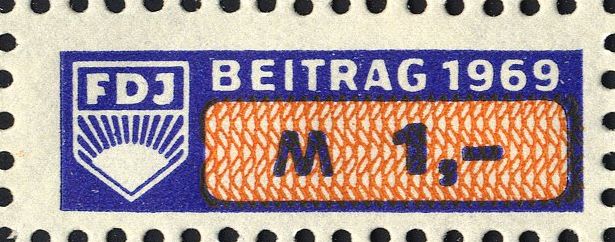 FDJ
BEITRAG 1969
M 1,-